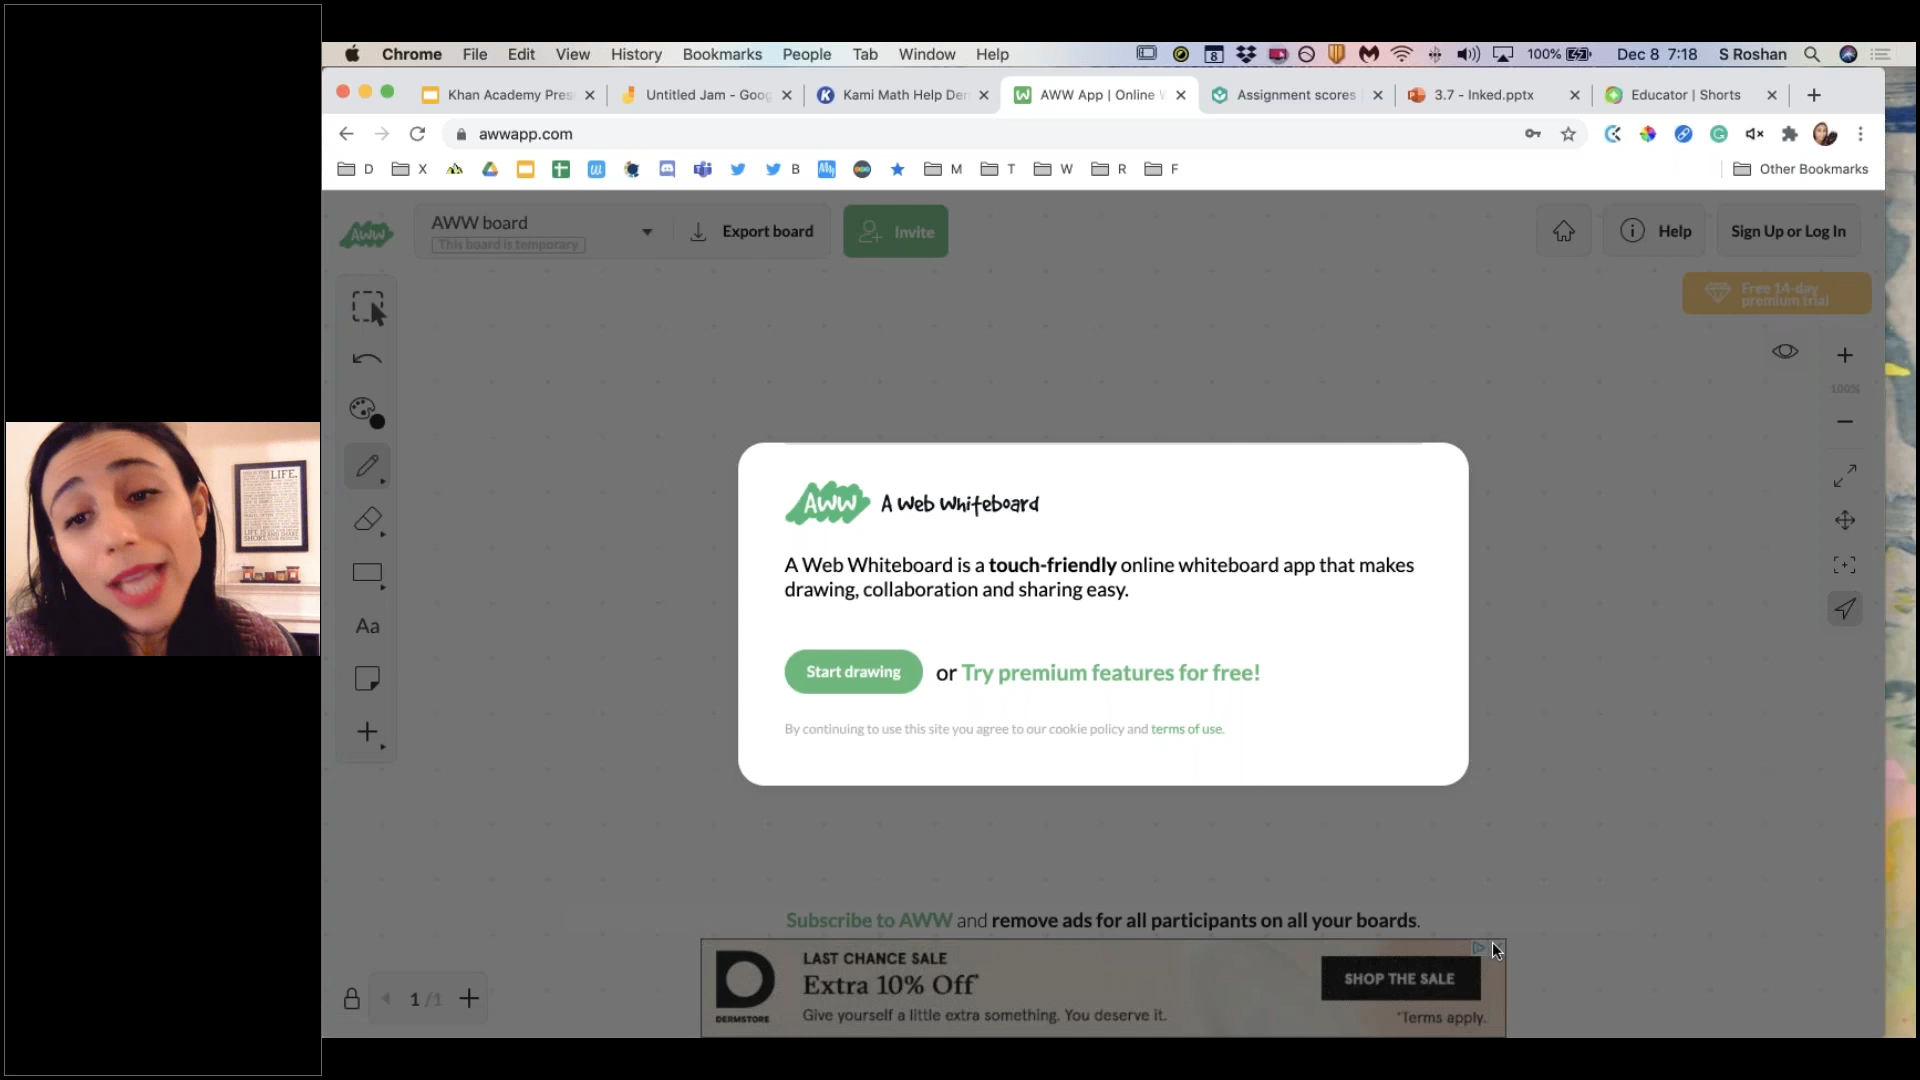 Chrome File Edit View History Bookmarks People Tab Window Help
8 100% Dec 8 7:18 S Roshan
Khan Academy Pres
Untitled Jam - Goog
Kami Math Help De
AWW App | Online
Assignment scores
3.7 - Inked.pptx
Educator | Shorts
awwapp.com
D X B M T W R F Other Bookmarks
AWW
AWW board
This board is temporary
Export board
Invite
Help
Sign Up or Log In
Free 14-day
premium trial
100%
LIFE.
AWW A Web Whiteboard
A Web Whiteboard is a touch-friendly online whiteboard app that makes
drawing, collaboration and sharing easy.
Start drawing or Try premium features for free!
By continuing to use this site you agree to our cookie policy and terms of use.
Aa
Subscribe to AWW and remove ads for all participants on all your boards.
LAST CHANCE SALE
Extra 10% Off*
Give yourself a little extra something. You deserve it.
DERMSTORE
SHOP THE SALE
*Terms apply.
1 /1